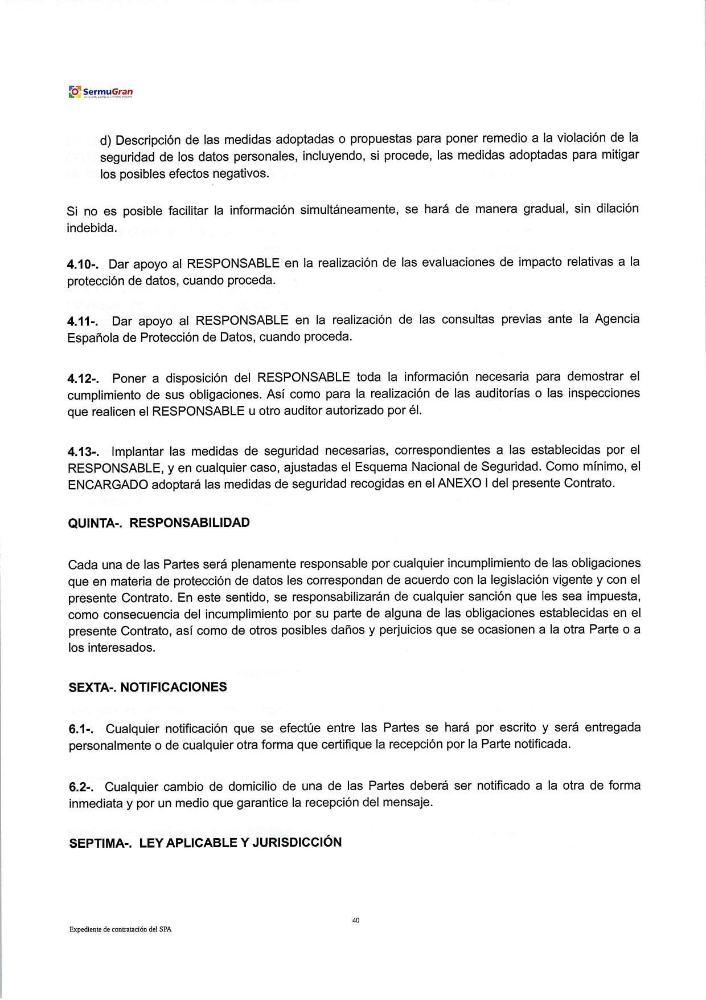 SermuGran
d) Descripción de las medidas adoptadas o propuestas para poner remedio a la violación de la
seguridad de los datos personales, incluyendo, si procede, las medidas adoptadas para mitigar
los posibles efectos negativos.
Si no es posible facilitar la información simultáneamente, se hará de manera gradual, sin dilación
indebida.
4.10-. Dar apoyo al RESPONSABLE en la realización de las evaluaciones de impacto relativas a la
protección de datos, cuando proceda.
4.11-. Dar apoyo al RESPONSABLE en la realización de las consultas previas ante la Agencia
Española de Protección de Datos, cuando proceda.
4.12-. Poner a disposición del RESPONSABLE toda la información necesaria para demostrar el
cumplimiento de sus obligaciones. Así como para la realización de las auditorías o las inspecciones
que realicen el RESPONSABLE u otro auditor autorizado por él.
4.13-. Implantar las medidas de seguridad necesarias, correspondientes a las establecidas por el
RESPONSABLE, y en cualquier caso, ajustadas el Esquema Nacional de Seguridad. Como mínimo, el
ENCARGADO adoptará las medidas de seguridad recogidas en el ANEXO I del presente Contrato.
QUINTA-. RESPONSABILIDAD
Cada una de las Partes será plenamente responsable por cualquier incumplimiento de las obligaciones
que en materia de protección de datos les correspondan de acuerdo con la legislación vigente y con el
presente Contrato. En este sentido, se responsabilizarán de cualquier sanción que les sea impuesta,
como consecuencia del incumplimiento por su parte de alguna de las obligaciones establecidas en el
presente Contrato, así como de otros posibles daños y perjuicios que se ocasionen a la otra Parte o a
los interesados.
SEXTA-. NOTIFICACIONES
6.1-. Cualquier notificación que se efectúe entre las Partes se hará por escrito y será entregada
personalmente o de cualquier otra forma que certifique la recepción por la Parte notificada.
6.2-. Cualquier cambio de domicilio de una de las Partes deberá ser notificado a la otra de forma
inmediata y por un medio que garantice la recepción del mensaje.
SEPTIMA-. LEY APLICABLE Y JURISDICCIÓN
40
Expediente de contratación del SPA